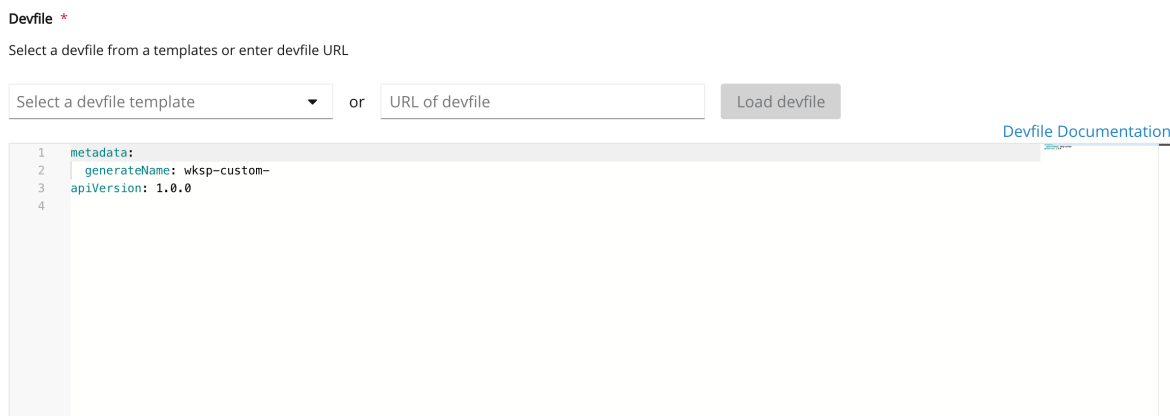 Devfile *
Select a devfile from a templates or enter devfile URL
Select a devfile template or URL of devfile Load devfile
Devfile Documentation
1 metadata:
2   generateName: wksp-custom-
3 apiVersion: 1.0.0
4